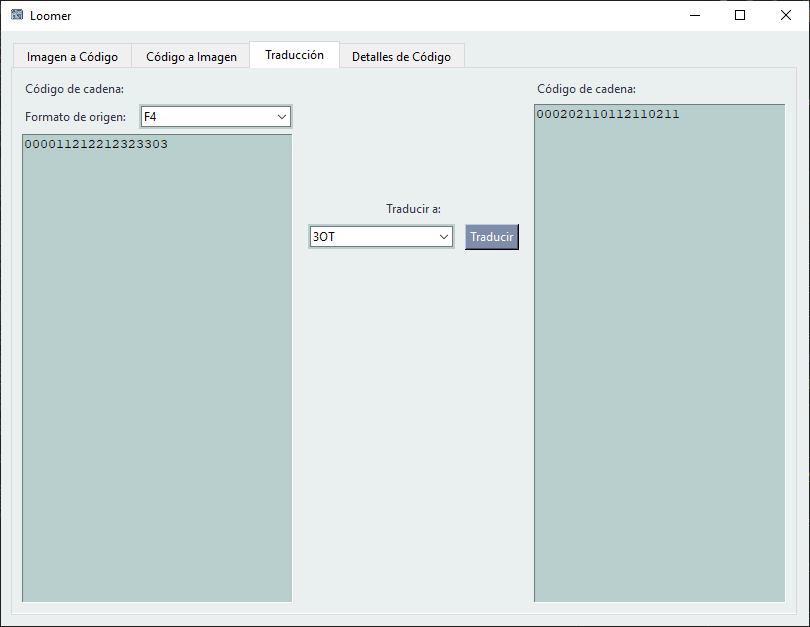 Loomer
Imagen a Código
Código a Imagen
Traducción
Detalles de Código
Código de cadena:
Formato de origen: F4
000011212212323303
Traducir a:
3OT
Traducir
Código de cadena:
000202110112110211